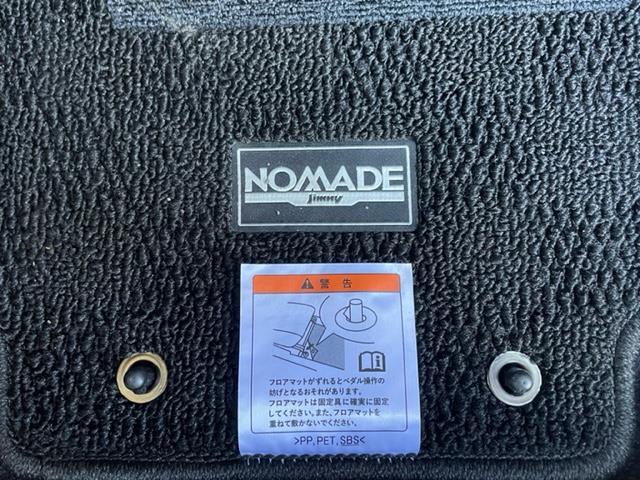 NOMADE
Jimny
警告
フロアマットがずれるとペダル操作の
妨げとなるおそれがあります。
フロアマットは固定具に確実に固定
してください。また、フロアマットを
重ねて敷かないでください。
>PP,PET,SBS<